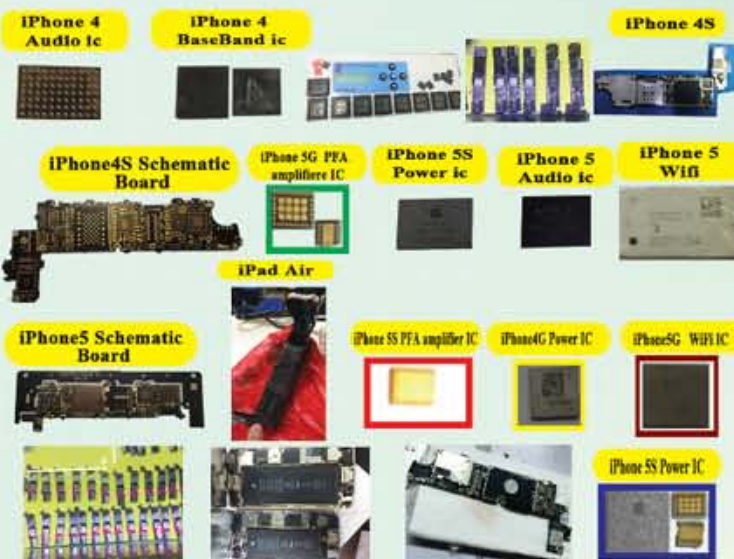 iPhone 4
Audio ic
iPhone 4
BaseBand ic
iPhone 4S
iPhone4S Schematic
Board
iPhone 5G PFA
amplifiere IC
iPhone 5S
Power ic
iPhone 5
Audio ic
iPhone 5
Wifi
iPad Air
iPhone5 Schematic
Board
iPhone 5S PFA amplifier IC
iPhone4G Power IC
iPhone5G WiFi IC
iPhone 5S Power IC